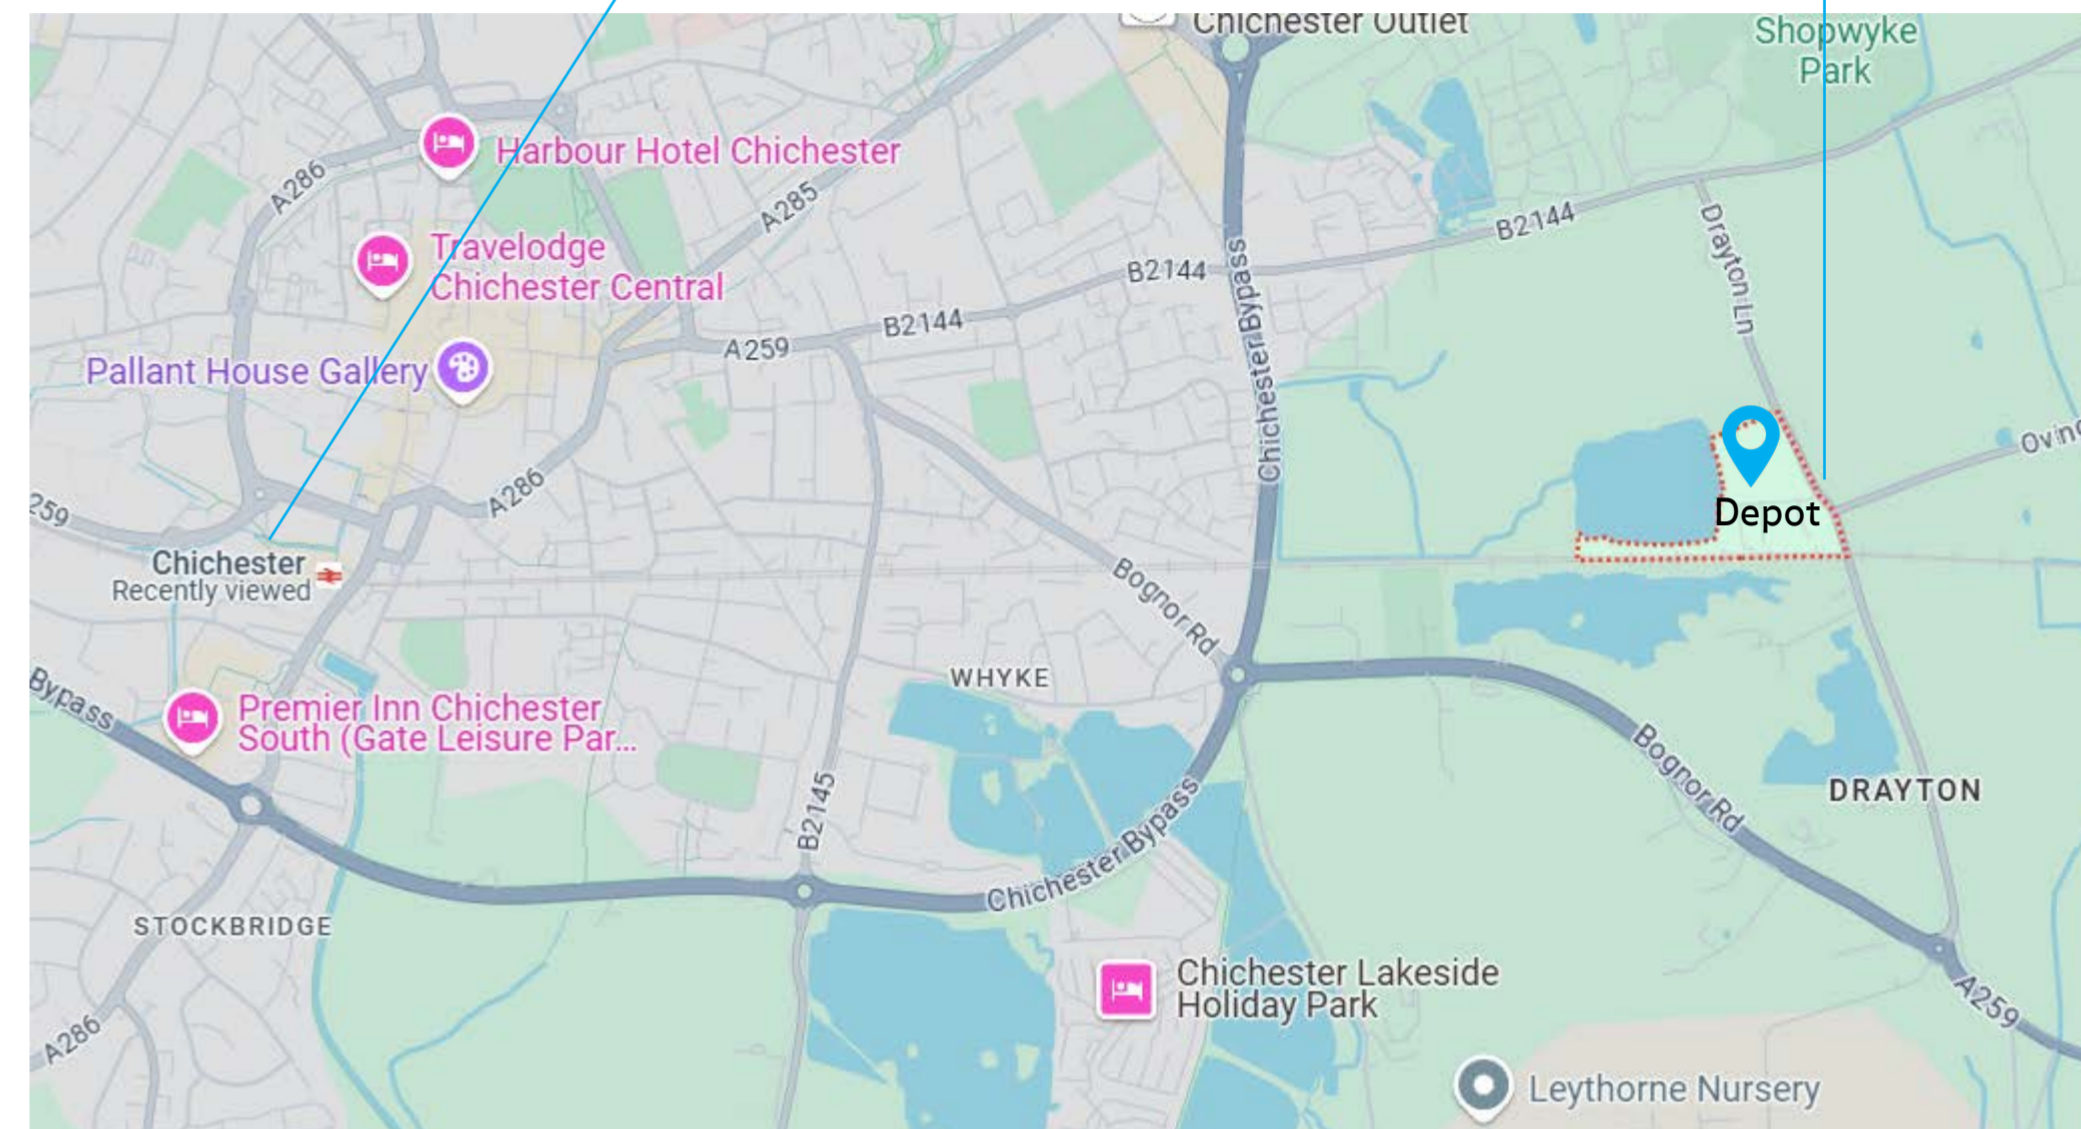 Chichester Outlet
Shopwyke
Park
Harbour Hotel Chichester
A286
A285
B2144
Drayton Ln
Travelodge
Chichester Central
B2144
Chichester Bypass
B2144
A259
Pallant House Gallery
Chichester Bypass
Depot
A286
259
Chichester
Recently viewed
Bognor Rd
WHYKE
Bypass
Premier Inn Chichester
South (Gate Leisure Par...
Bognor Rd
DRAYTON
B2145
Chichester Bypass
STOCKBRIDGE
Chichester Lakeside
Holiday Park
A259
A286
Leythorne Nursery